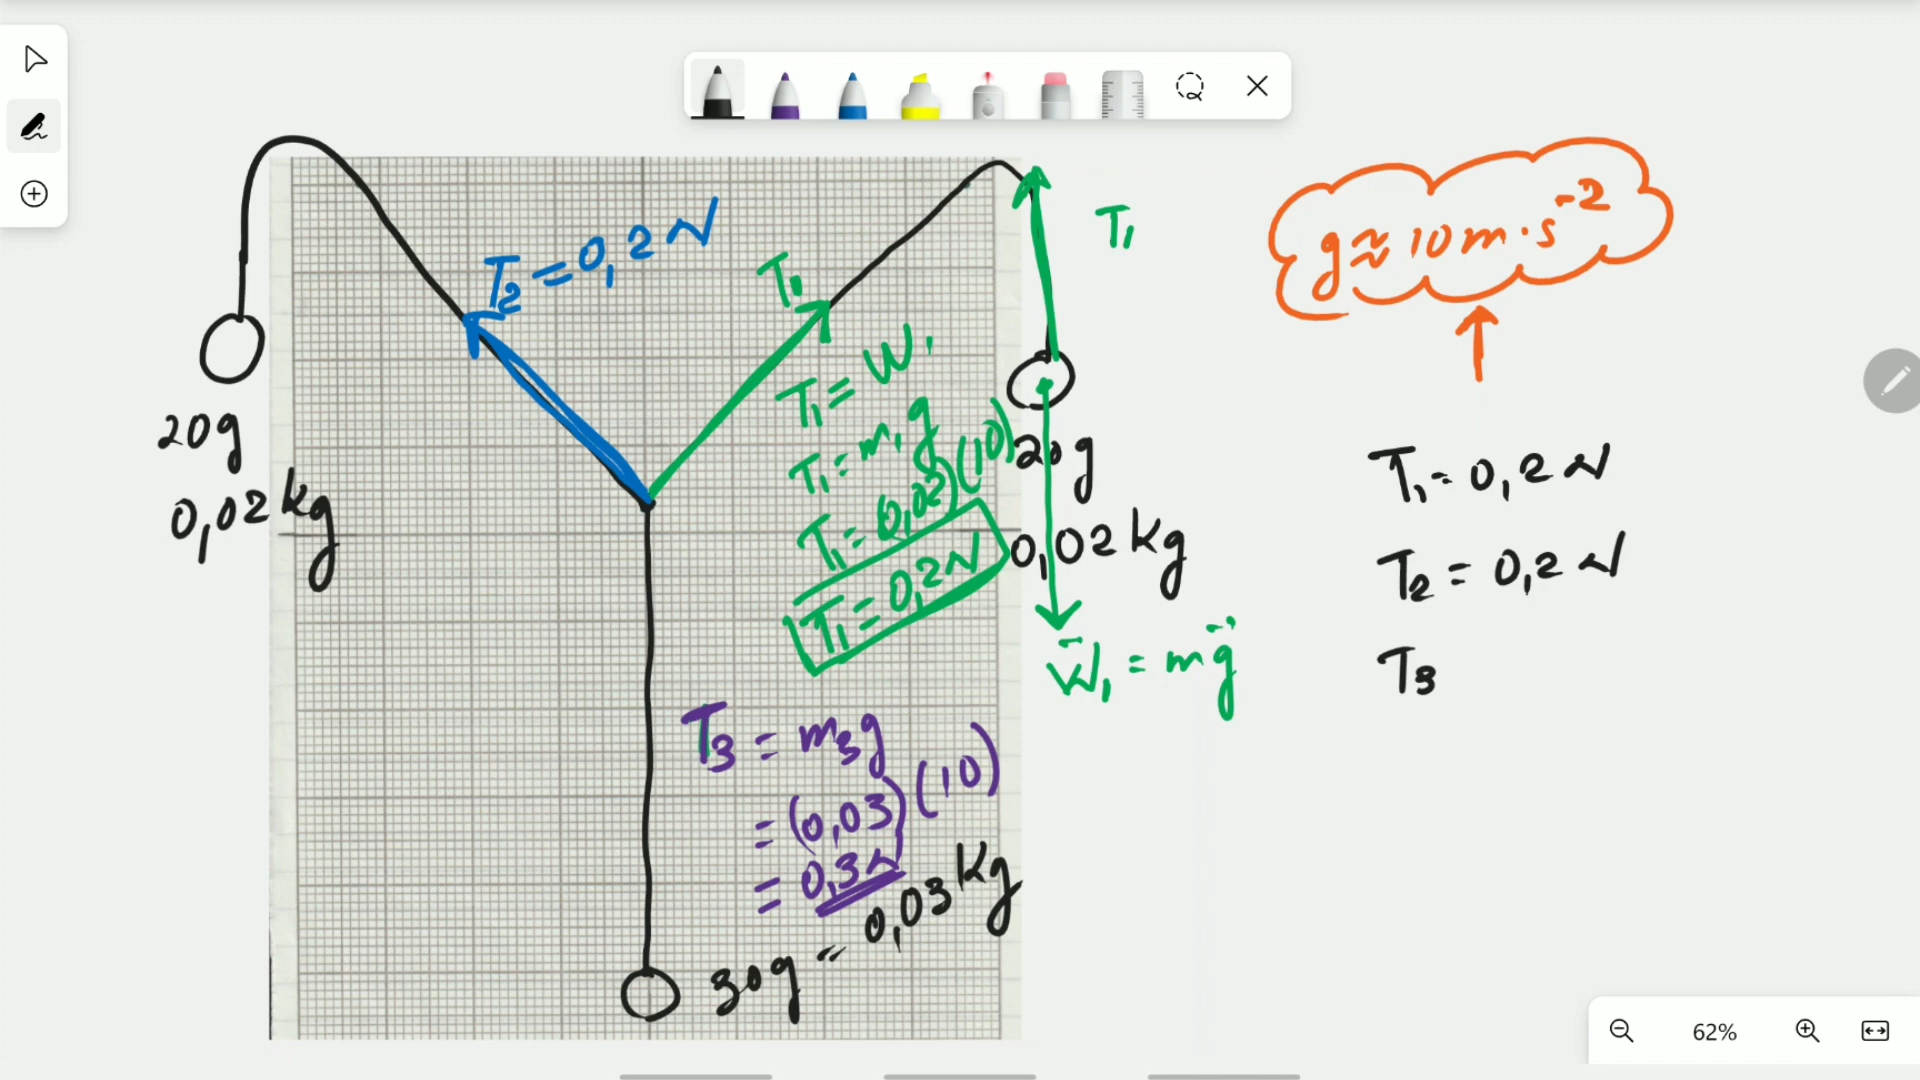 T2 = 0,2 N
20g
0,02 kg
T1
T1 = W1
T1 = m1g
T1 = (0,02)(10)
T1 = 0,2 N
T1
20g
0,02 kg
W̄1 = mg⃗
T3 = m3g
= (0,03)(10)
= 0,3 N
30g = 0,03 kg
g ≈ 10 m·s⁻²
T1 = 0,2 N
T2 = 0,2 N
T3
62%